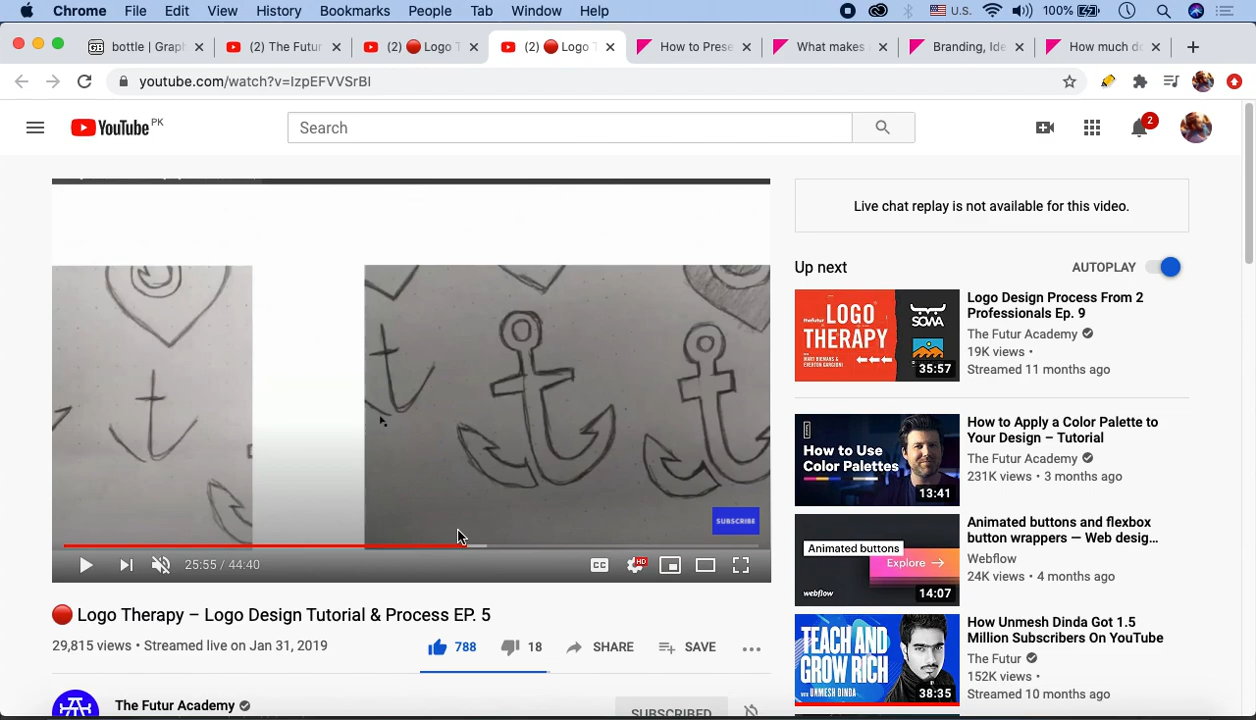 Chrome File Edit View History Bookmarks People Tab Window Help U.S. 100%
bottle | Grap (2) The Futur (2) Logo T (2) Logo T How to Prese What makes Branding, Ide How much do
youtube.com/watch?v=IzpEFVVSrBI
YouTube PK
Search
2
Live chat replay is not available for this video.
Up next
AUTOPLAY
LOGO THERAPY
SOWA
35:57
Logo Design Process From 2
Professionals Ep. 9
The Futur Academy
19K views •
Streamed 11 months ago
How to Use
Color Palettes
13:41
How to Apply a Color Palette to
Your Design – Tutorial
The Futur Academy
231K views • 3 months ago
Animated buttons
Explore →
webflow
14:07
Animated buttons and flexbox
button wrappers — Web desig...
Webflow
24K views • 4 months ago
TEACH AND
GROW RICH
WITH UNMESH DINDA
38:35
How Unmesh Dinda Got 1.5
Million Subscribers On YouTube
The Futur
152K views •
Streamed 10 months ago
t t
SUBSCRIBE
25:55 / 44:40
CC
HD
Logo Therapy – Logo Design Tutorial & Process EP. 5
29,815 views • Streamed live on Jan 31, 2019
788 18 SHARE SAVE
The Futur Academy
SUBSCRIBED